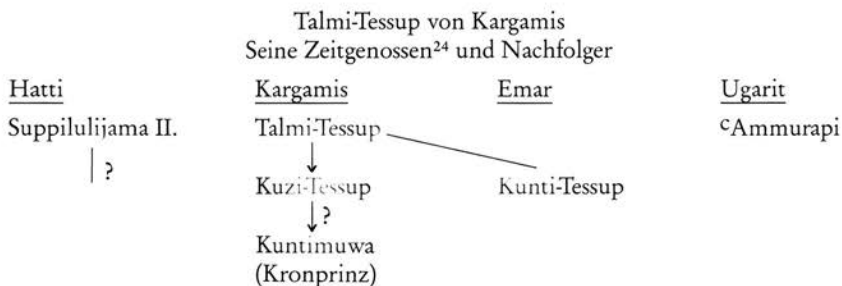 Talmi-Tessup von Kargamis
Seine Zeitgenossen²⁴ und Nachfolger
Hatti Kargamis Emar Ugarit
Suppilulijama II. Talmi-Tessup ᶜAmmurapi
?
Kuzi-Tessup Kunti-Tessup
?
Kuntimuwa
(Kronprinz)